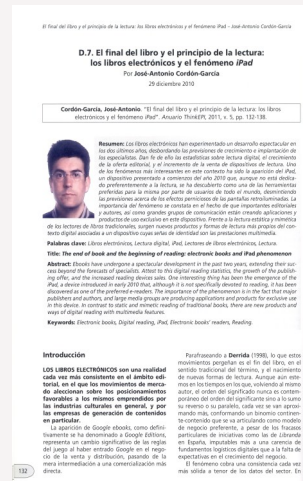 El final del libro y el principio de la lectura: los libros electrónicos y el fenómeno iPad – José-Antonio Cordón-García
D.7. El final del libro y el principio de la lectura:
los libros electrónicos y el fenómeno iPad
Por José-Antonio Cordón-García
29 diciembre 2010
Cordón-García, José-Antonio. "El final del libro y el principio de la lectura: los libros
electrónicos y el fenómeno iPad". Anuario ThinkEPI, 2011, v. 5, pp. 132-138.
Resumen: Los libros electrónicos han experimentado un desarrollo espectacular en
los dos últimos años, desbordando las previsiones de crecimiento e implantación de
los especialistas. Dan fe de ello las estadísticas sobre lectura digital, el crecimiento
de la oferta editorial, y el incremento de la venta de dispositivos de lectura. Uno
de los fenómenos más interesantes en este contexto ha sido la aparición del iPad,
un dispositivo presentado a comienzos del año 2010 que, aunque no está dedica-
do preferentemente a la lectura, se ha descubierto como una de las herramientas
preferidas para la misma por parte de usuarios de todo el mundo, desmintiendo
las previsiones acerca de los efectos perniciosos de las pantallas retroiluminadas. La
importancia del fenómeno se constata en el hecho de que importantes editoriales
y autores, así como grandes grupos de comunicación están creando aplicaciones y
productos de uso exclusivo en este dispositivo. Frente a la lectura estática y mimética
de los lectores de libros tradicionales, surgen nuevos productos y formas de lectura más propias del con-
texto digital asociadas a un dispositivo cuyas señas de identidad son las prestaciones multimedia.
Palabras clave: Libros electrónicos, Lectura digital, iPad, Lectores de libros electrónicos, Lectura.
Title: The end of book and the beginning of reading: electronic books and iPad phenomenon
Abstract: Ebooks have undergone a spectacular development in the past two years, extending their suc-
cess beyond the forecasts of specialists. Attest to this digital reading statistics, the growth of the publish-
ing offer, and the increased reading devices sales. One interesting thing has been the emergence of the
iPad, a device introduced in early 2010 that, although it is not specifically devoted to reading, it has been
discovered as one of the preferred e-readers. The importance of the phenomenon is in the fact that major
publishers and authors, and large media groups are producing applications and products for exclusive use
in this device. In contrast to static and mimetic reading of traditional books, there are new products and
ways of digital reading with multimedia features.
Keywords: Electronic books, Digital reading, iPad, Electronic books' readers, Reading.
Introducción
LOS LIBROS ELECTRÓNICOS son una realidad
cada vez más consistente en el ámbito edi-
torial, en el que los movimientos de merca-
do aleccionan sobre los posicionamientos
favorables a los mismos emprendidos por
las industrias culturales en general, y por
las empresas de generación de contenidos
en particular.
La aparición de Google ebooks, como defini-
tivamente se ha denominado a Google Editions,
representa un cambio significativo de las reglas
del juego al haber entrado Google en el nego-
cio de la venta y distribución, pasando de la
mera intermediación a una comercialización más
directa.
Parafraseando a Derrida (1998), lo que estos
movimientos pergeñan es el fin del libro, en el
sentido tradicional del término, y el nacimiento
de nuevas formas de lectura. Aunque aún este-
mos en los tiempos en los que, volviendo al mismo
autor, el orden del significado nunca es contem-
poráneo del orden del significante sino a lo sumo
su reverso o su paralelo, cada vez se van aproxi-
mando más, conformando un binomio continen-
te-contenido que se va articulando como modelo
de negocio preferente, a pesar de los fracasos
particulares de iniciativas como las de Libranda
en España, imputables más a una carencia de
fundamentos logísticos digitales que a la falta de
expectativas en el crecimiento del negocio.
El fenómeno cobra una consistencia cada vez
más sólida a tenor de los datos del sector. En
132